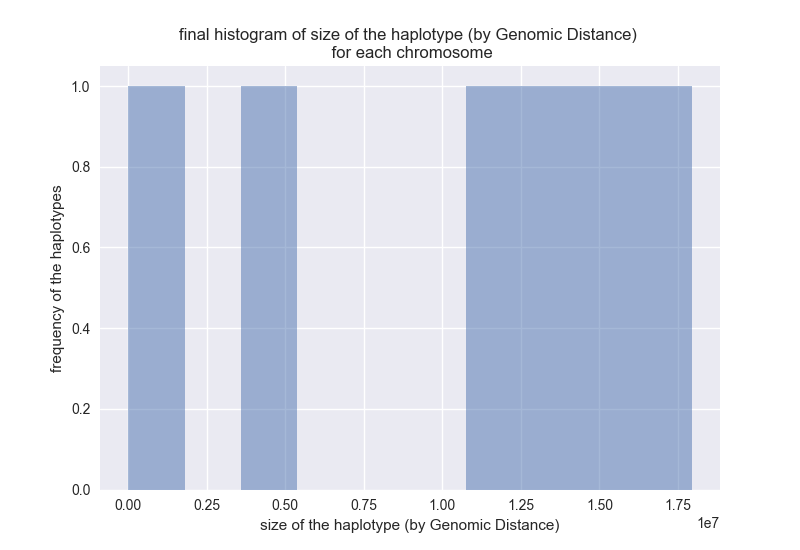 final histogram of size of the haplotype (by Genomic Distance)
for each chromosome
1.0
0.8
0.6
0.4
0.2
0.0
frequency of the haplotypes
0.00 0.25 0.50 0.75 1.00 1.25 1.50 1.75
1e7
size of the haplotype (by Genomic Distance)